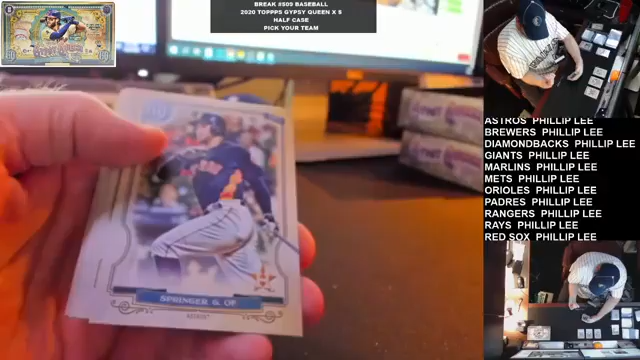 BREAK #509 BASEBALL
2020 TOPPPS GYPSY QUEEN X 5
HALF CASE
PICK YOUR TEAM
ASTROS PHILLIP LEE
BREWERS PHILLIP LEE
DIAMONDBACKS PHILLIP LEE
GIANTS PHILLIP LEE
MARLINS PHILLIP LEE
METS PHILLIP LEE
ORIOLES PHILLIP LEE
PADRES PHILLIP LEE
RANGERS PHILLIP LEE
RAYS PHILLIP LEE
RED SOX PHILLIP LEE
SPRINGER G. OF